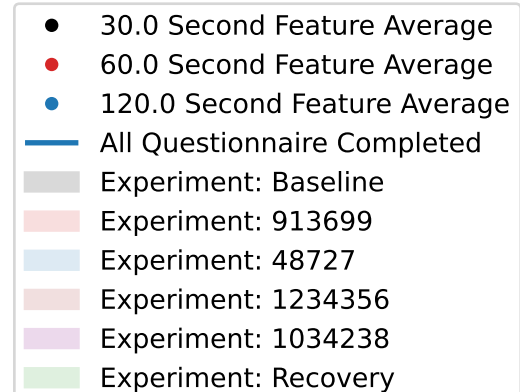 30.0 Second Feature Average
60.0 Second Feature Average
120.0 Second Feature Average
All Questionnaire Completed
Experiment: Baseline
Experiment: 913699
Experiment: 48727
Experiment: 1234356
Experiment: 1034238
Experiment: Recovery